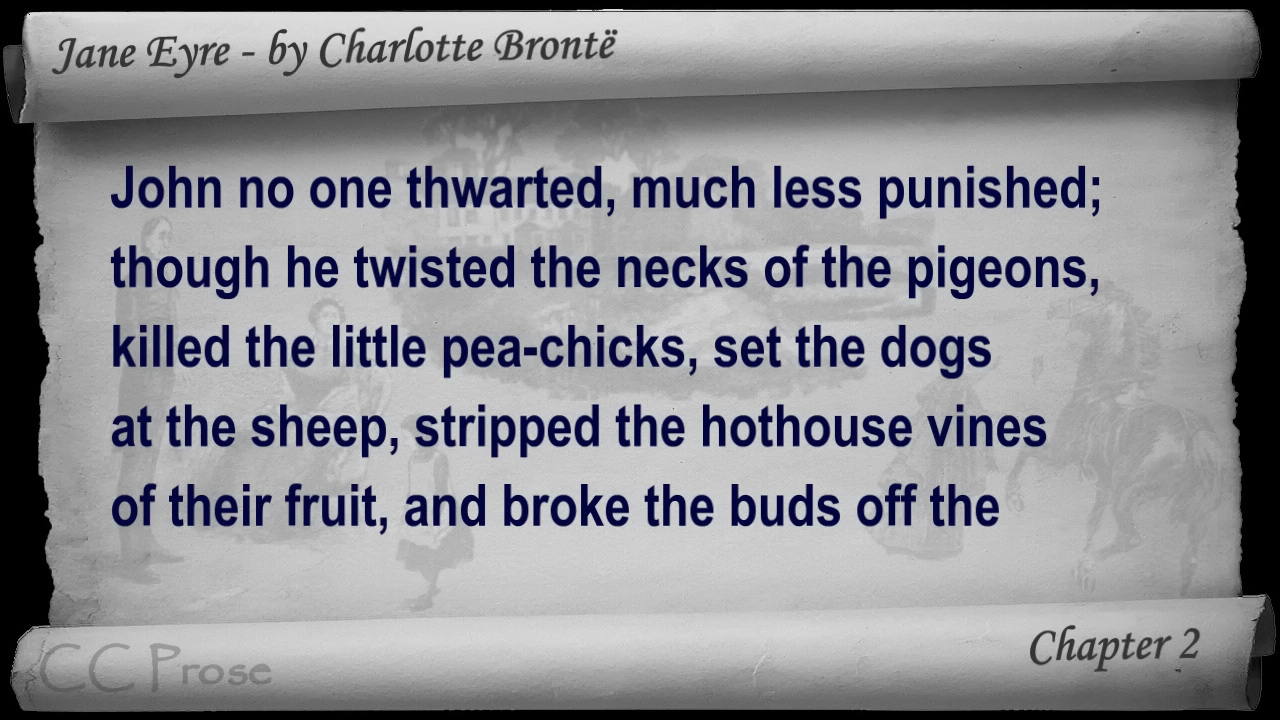 Jane Eyre - by Charlotte Brontë
John no one thwarted, much less punished;
though he twisted the necks of the pigeons,
killed the little pea-chicks, set the dogs
at the sheep, stripped the hothouse vines
of their fruit, and broke the buds off the
Chapter 2
CC Prose